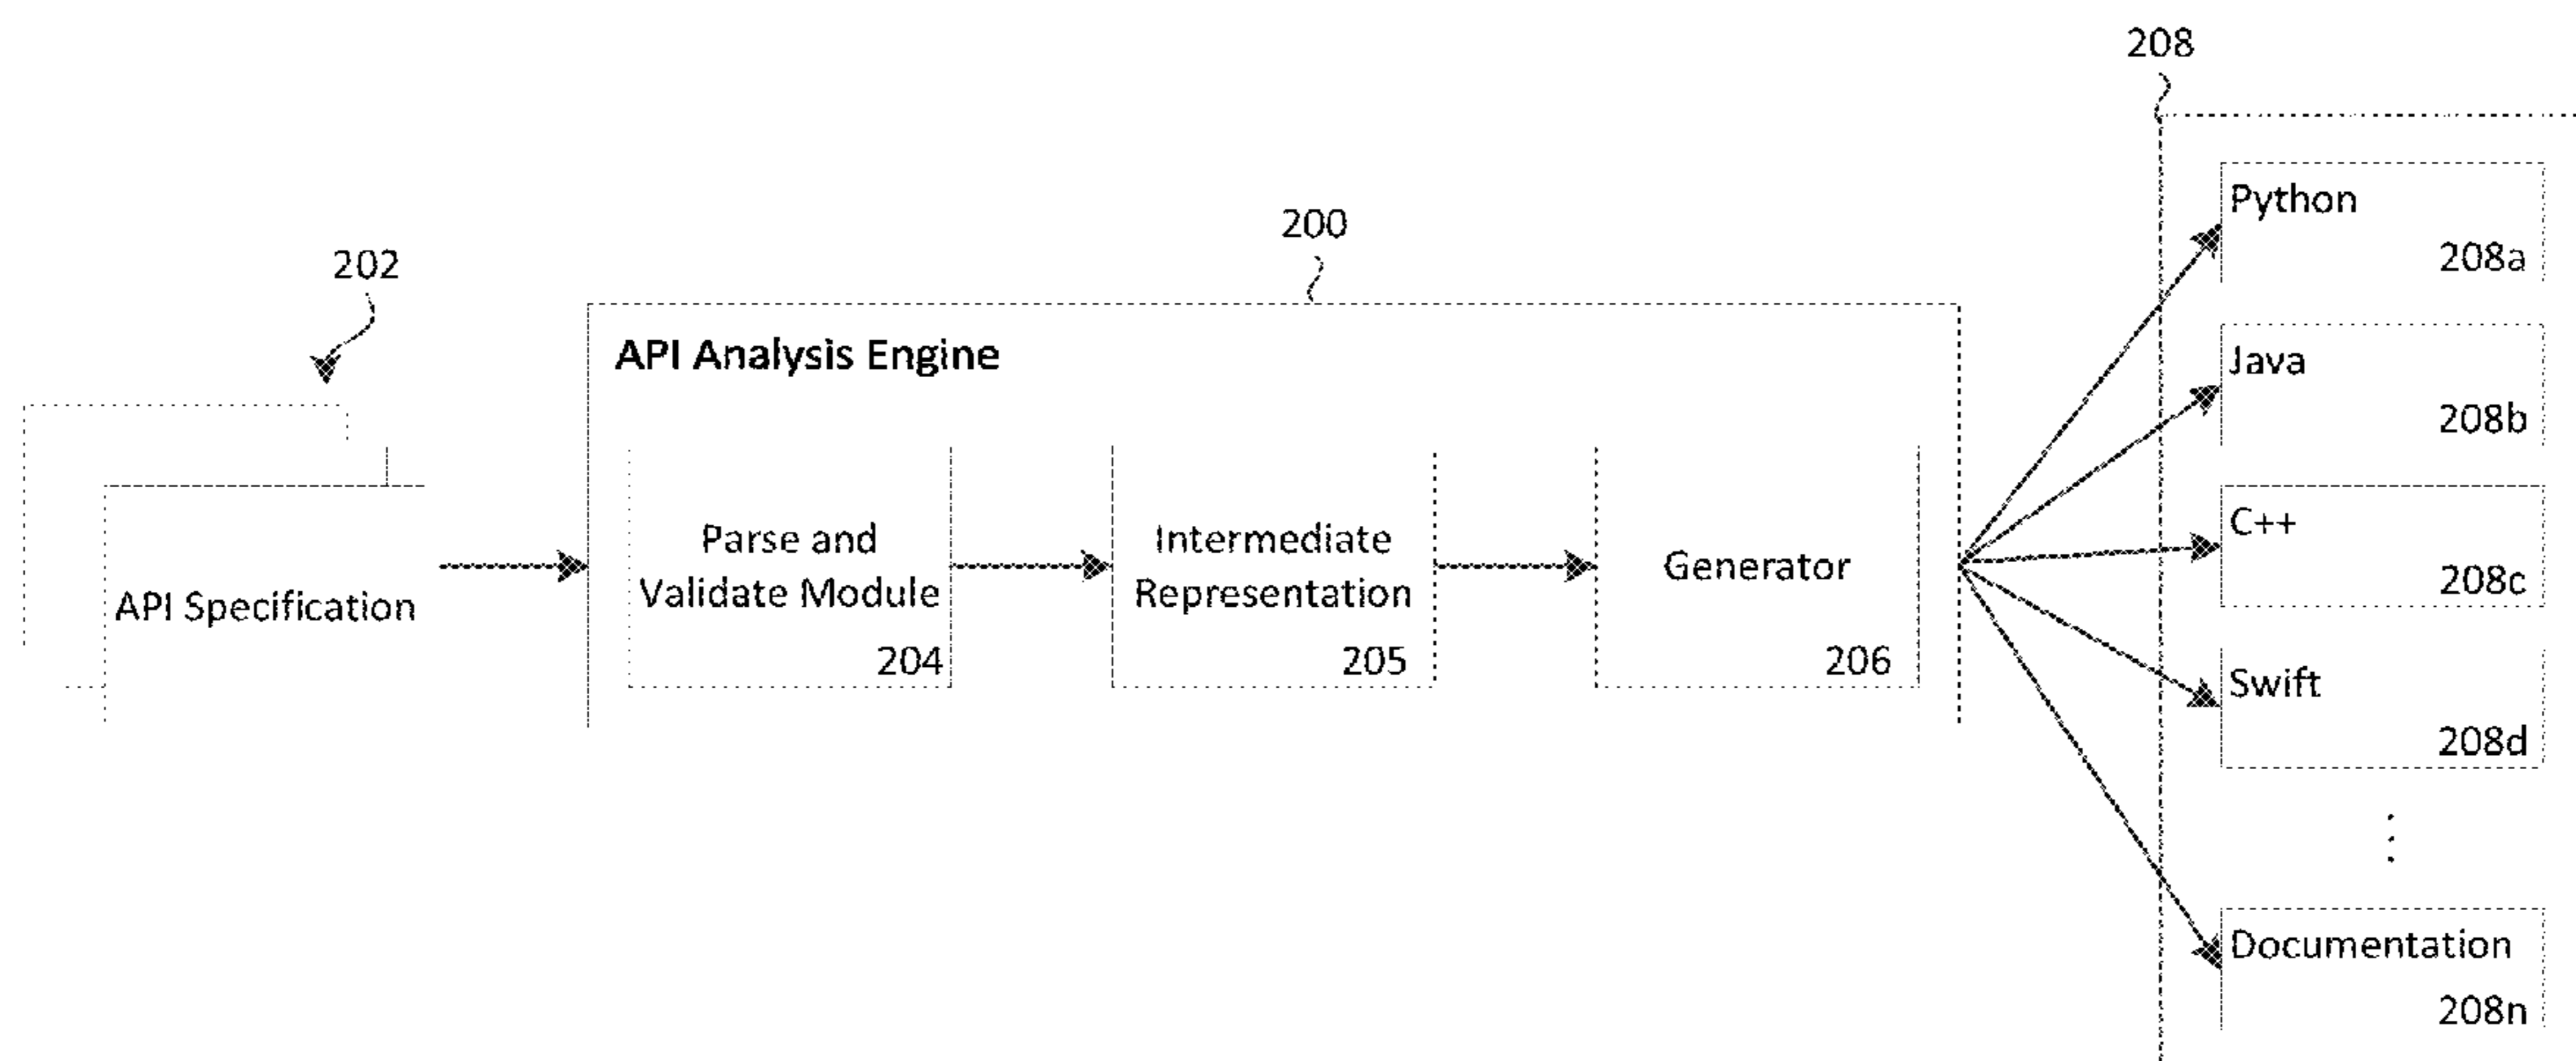 208
Python
208a
200
202
Java
208b
API Analysis Engine
C++
208c
Parse and
Validate Module
204
Intermediate
Representation
205
Generator
206
API Specification
Swift
208d
Documentation
208n